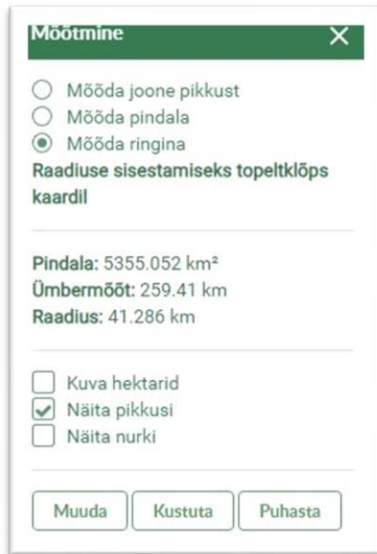 Mõõtmine
Mõõda joone pikkust
Mõõda pindala
Mõõda ringina
Raadiuse sisestamiseks topeltklõps
kaardil
Pindala: 5355.052 km²
Ümbermõõt: 259.41 km
Raadius: 41.286 km
Kuva hektarid
Näita pikkusi
Näita nurki
Muuda Kustuta Puhasta